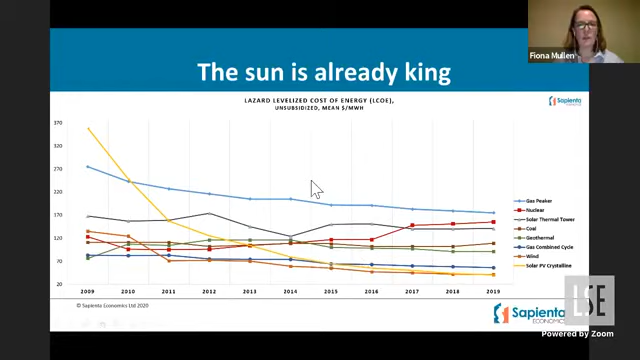 Fiona Mullen
The sun is already king
LAZARD LEVELIZED COST OF ENERGY (LCOE),
UNSUBSIDIZED, MEAN $/MWH
Sapienta
ECONOMICS
370
320
270
220
170
120
70
20
2009 2010 2011 2012 2013 2014 2015 2016 2017 2018 2019
Gas Peaker
Nuclear
Solar Thermal Tower
Coal
Geothermal
Gas Combined Cycle
Wind
Solar PV Crystalline
© Sapienta Economics Ltd 2020
Sapienta
ECONOMICS
LSE
Powered by Zoom